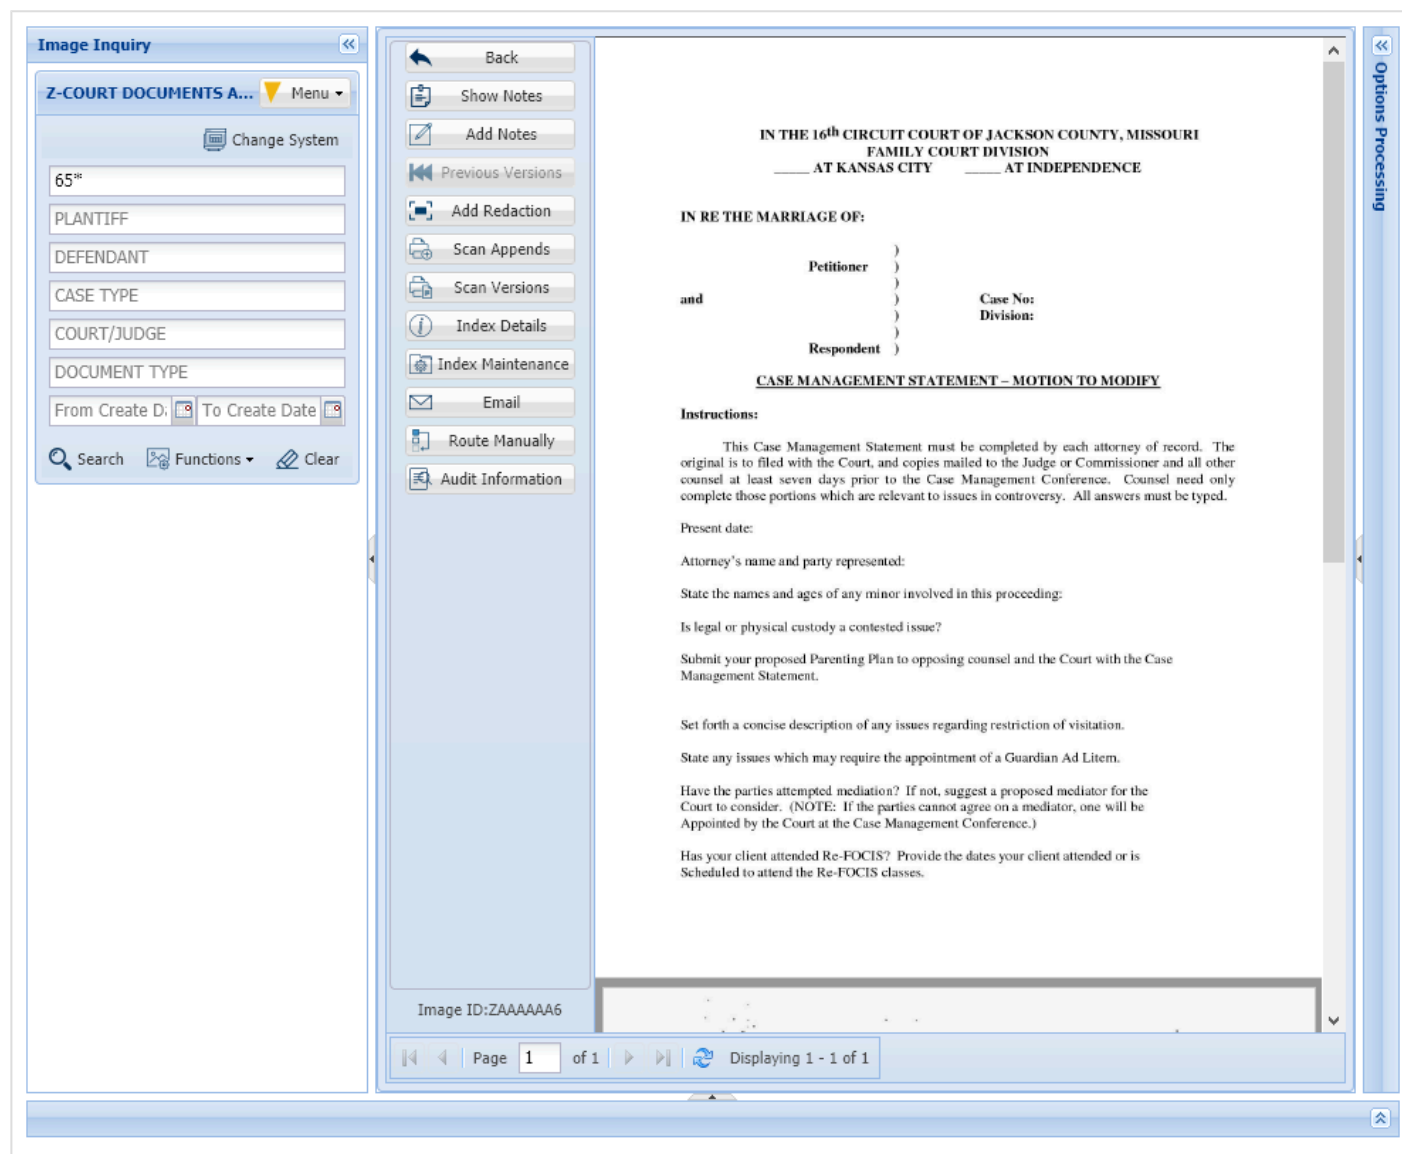 Image Inquiry
Z-COURT DOCUMENTS A...
Menu
Change System
65*
PLANTIFF
DEFENDANT
CASE TYPE
COURT/JUDGE
DOCUMENT TYPE
From Create D
To Create Date
Search
Functions
Clear
Back
Show Notes
Add Notes
Previous Versions
Add Redaction
Scan Appends
Scan Versions
Index Details
Index Maintenance
Email
Route Manually
Audit Information
Image ID:ZAAAAAA6
IN THE 16th CIRCUIT COURT OF JACKSON COUNTY, MISSOURI
FAMILY COURT DIVISION
_____ AT KANSAS CITY _____ AT INDEPENDENCE
IN RE THE MARRIAGE OF:
)
Petitioner )
)
and ) Case No:
) Division:
)
Respondent )
CASE MANAGEMENT STATEMENT – MOTION TO MODIFY
Instructions:
This Case Management Statement must be completed by each attorney of record. The
original is to filed with the Court, and copies mailed to the Judge or Commissioner and all other
counsel at least seven days prior to the Case Management Conference. Counsel need only
complete those portions which are relevant to issues in controversy. All answers must be typed.
Present date:
Attorney's name and party represented:
State the names and ages of any minor involved in this proceeding:
Is legal or physical custody a contested issue?
Submit your proposed Parenting Plan to opposing counsel and the Court with the Case
Management Statement.
Set forth a concise description of any issues regarding restriction of visitation.
State any issues which may require the appointment of a Guardian Ad Litem.
Have the parties attempted mediation? If not, suggest a proposed mediator for the
Court to consider. (NOTE: If the parties cannot agree on a mediator, one will be
Appointed by the Court at the Case Management Conference.)
Has your client attended Re-FOCIS? Provide the dates your client attended or is
Scheduled to attend the Re-FOCIS classes.
Page 1 of 1
Displaying 1 - 1 of 1
Options Processing